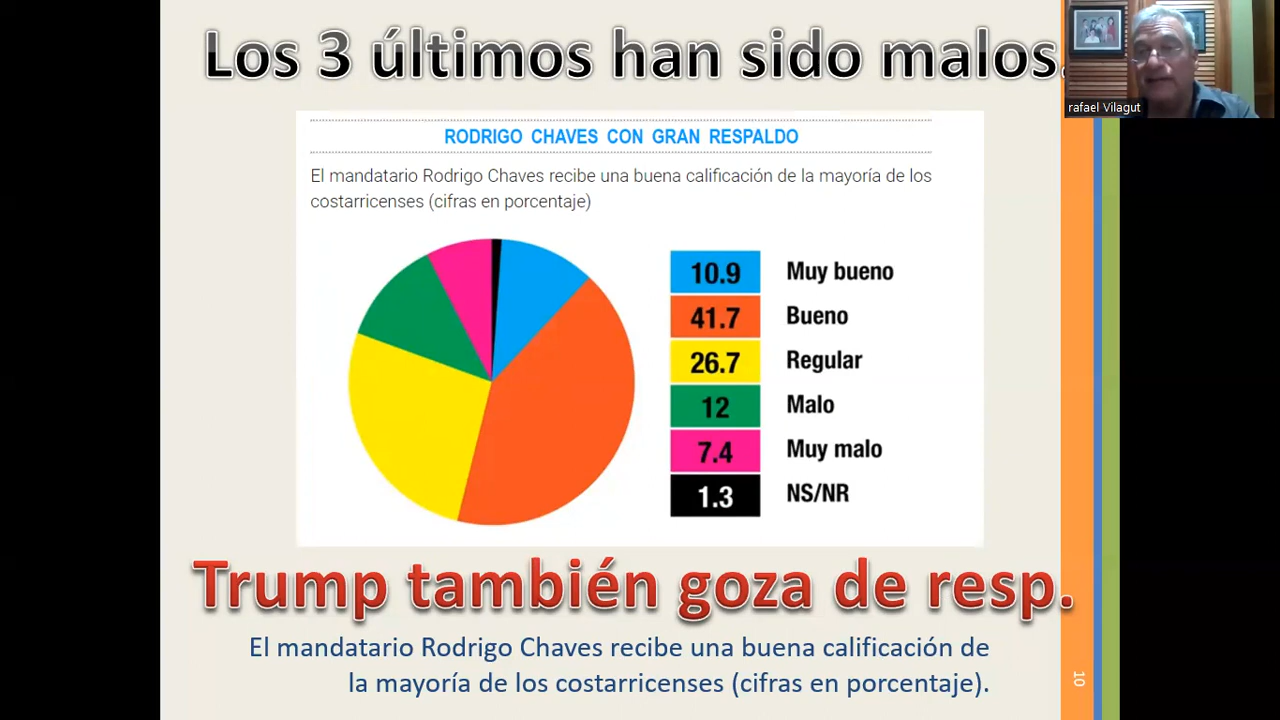 Los 3 últimos han sido malos.
rafael Vilagut
RODRIGO CHAVES CON GRAN RESPALDO
El mandatario Rodrigo Chaves recibe una buena calificación de la mayoría de los
costarricenses (cifras en porcentaje)
10.9 Muy bueno
41.7 Bueno
26.7 Regular
12 Malo
7.4 Muy malo
1.3 NS/NR
Trump también goza de resp.
El mandatario Rodrigo Chaves recibe una buena calificación de
la mayoría de los costarricenses (cifras en porcentaje).
10